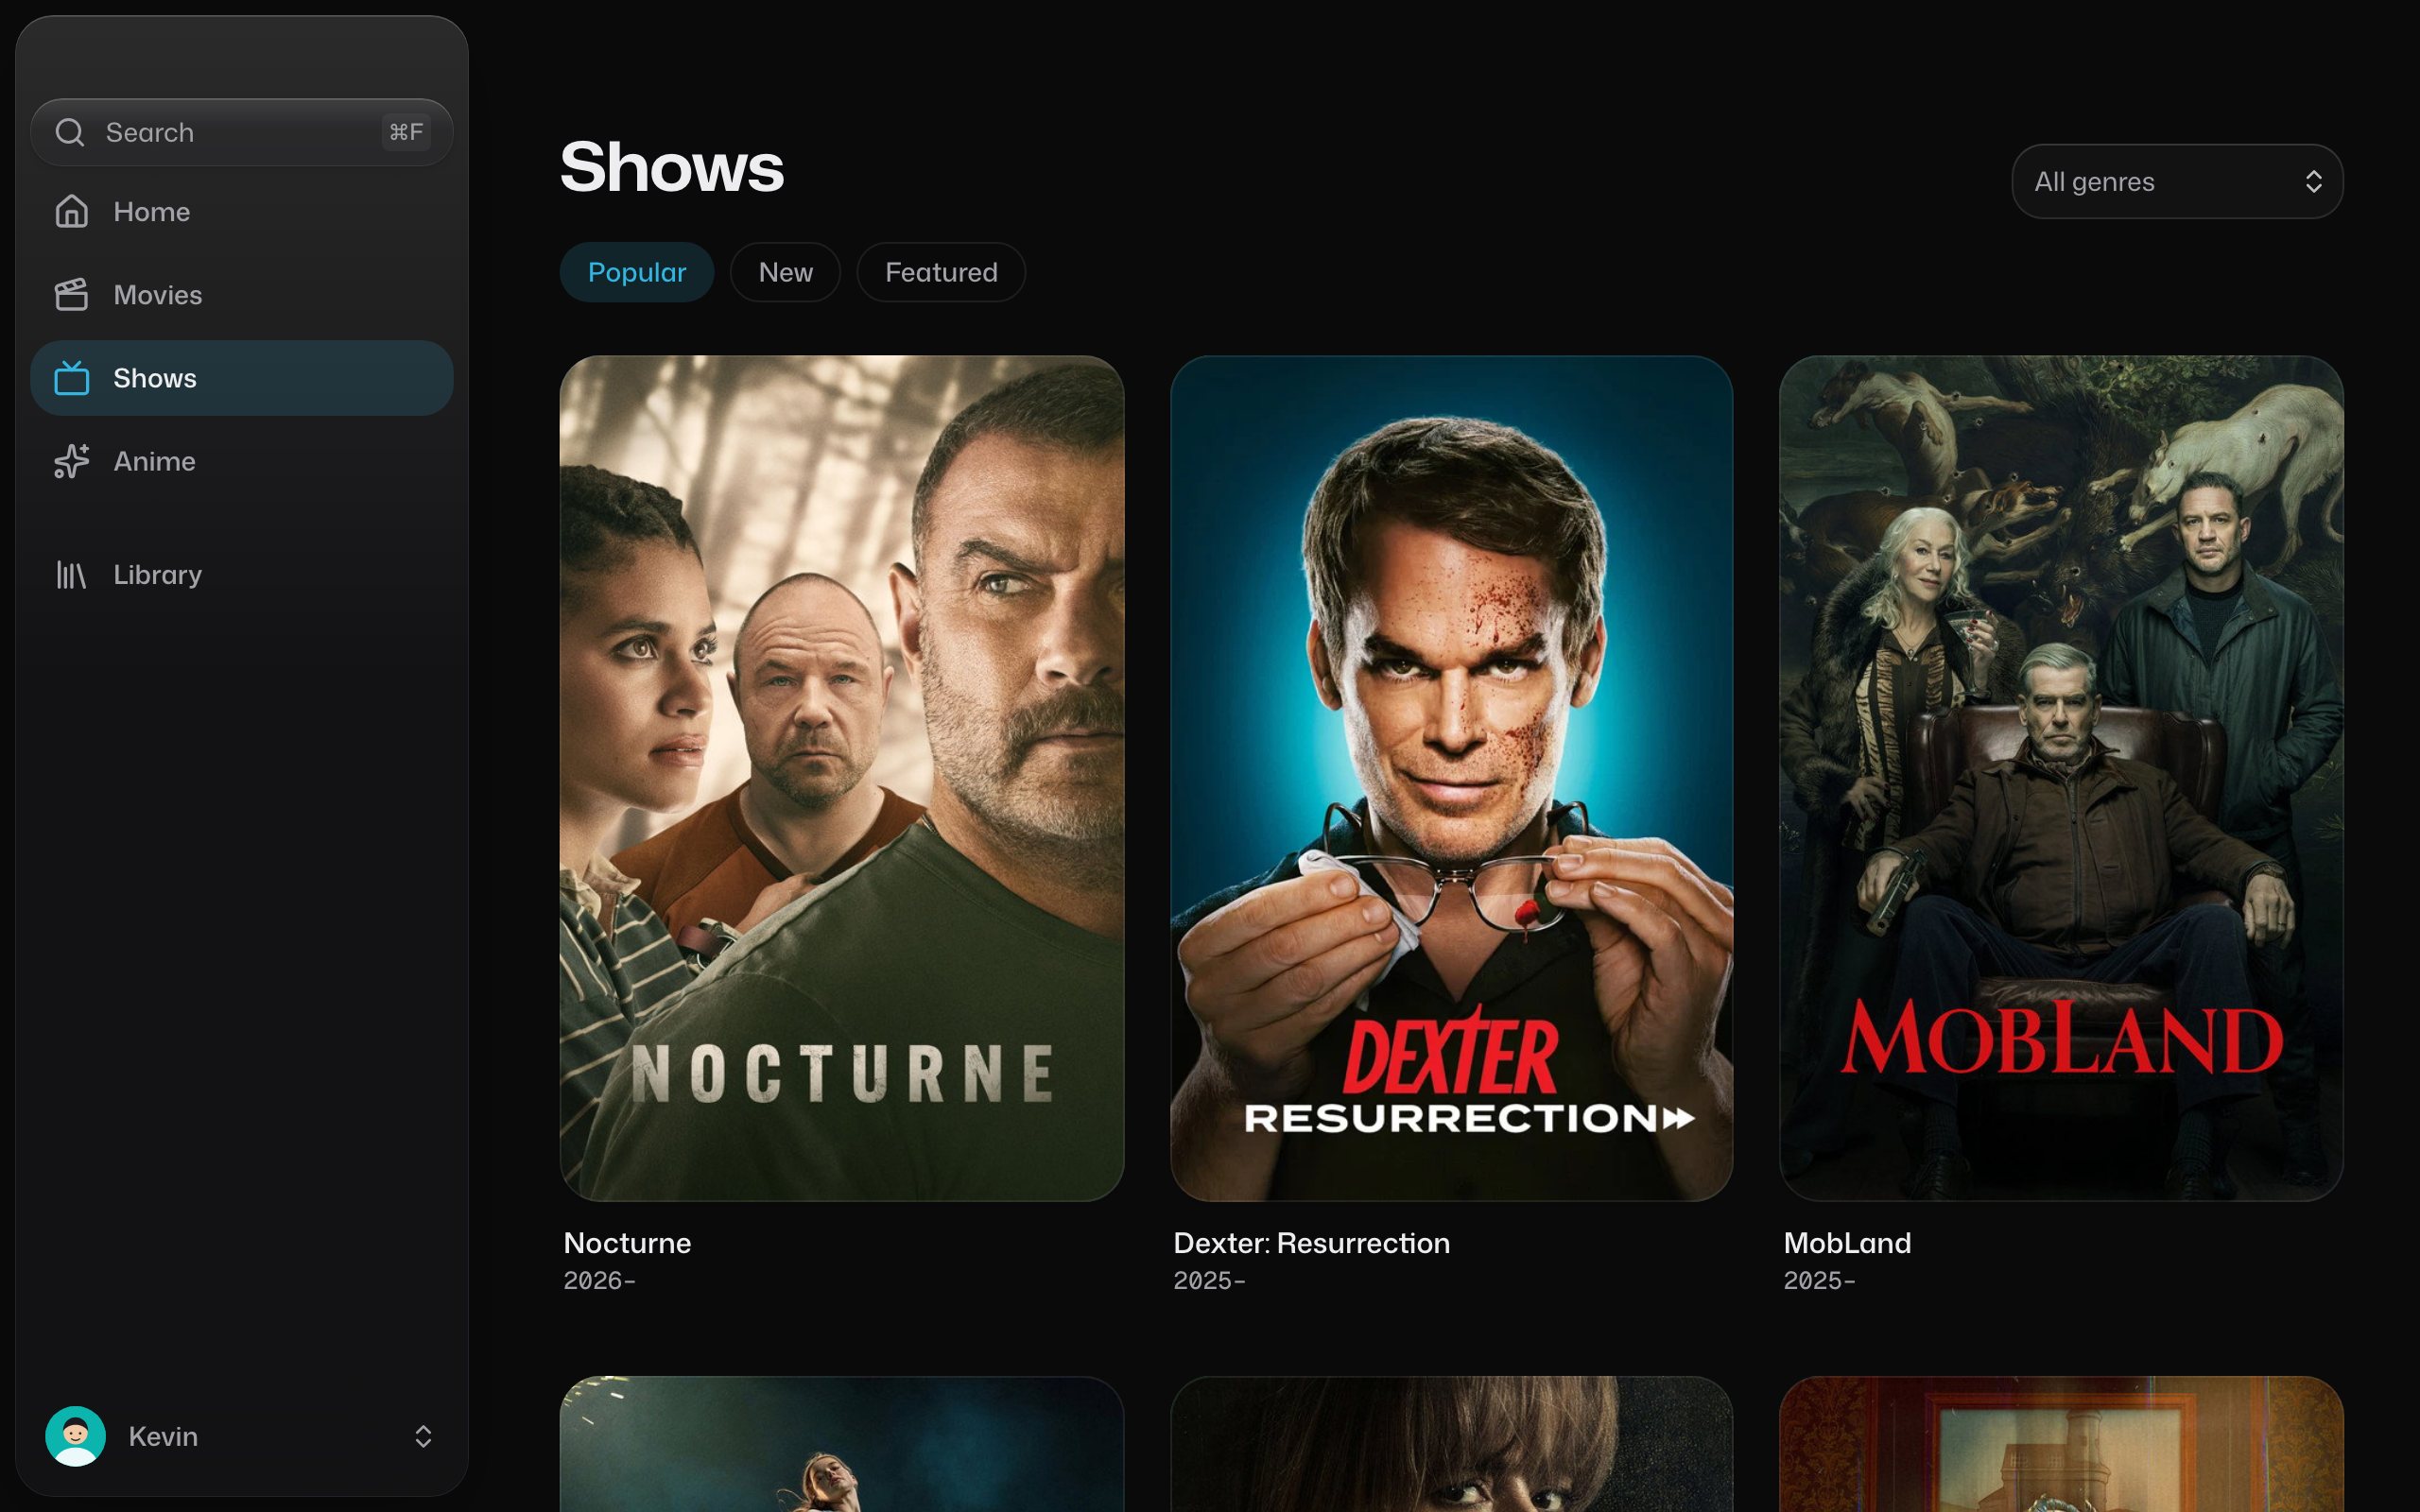 Search ⌘F
Home
Movies
Shows
Anime
Library
Kevin
Shows
All genres
Popular
New
Featured
NOCTURNE
DEXTER
RESURRECTION
MOBLAND
Nocturne
2026–
Dexter: Resurrection
2025–
MobLand
2025–